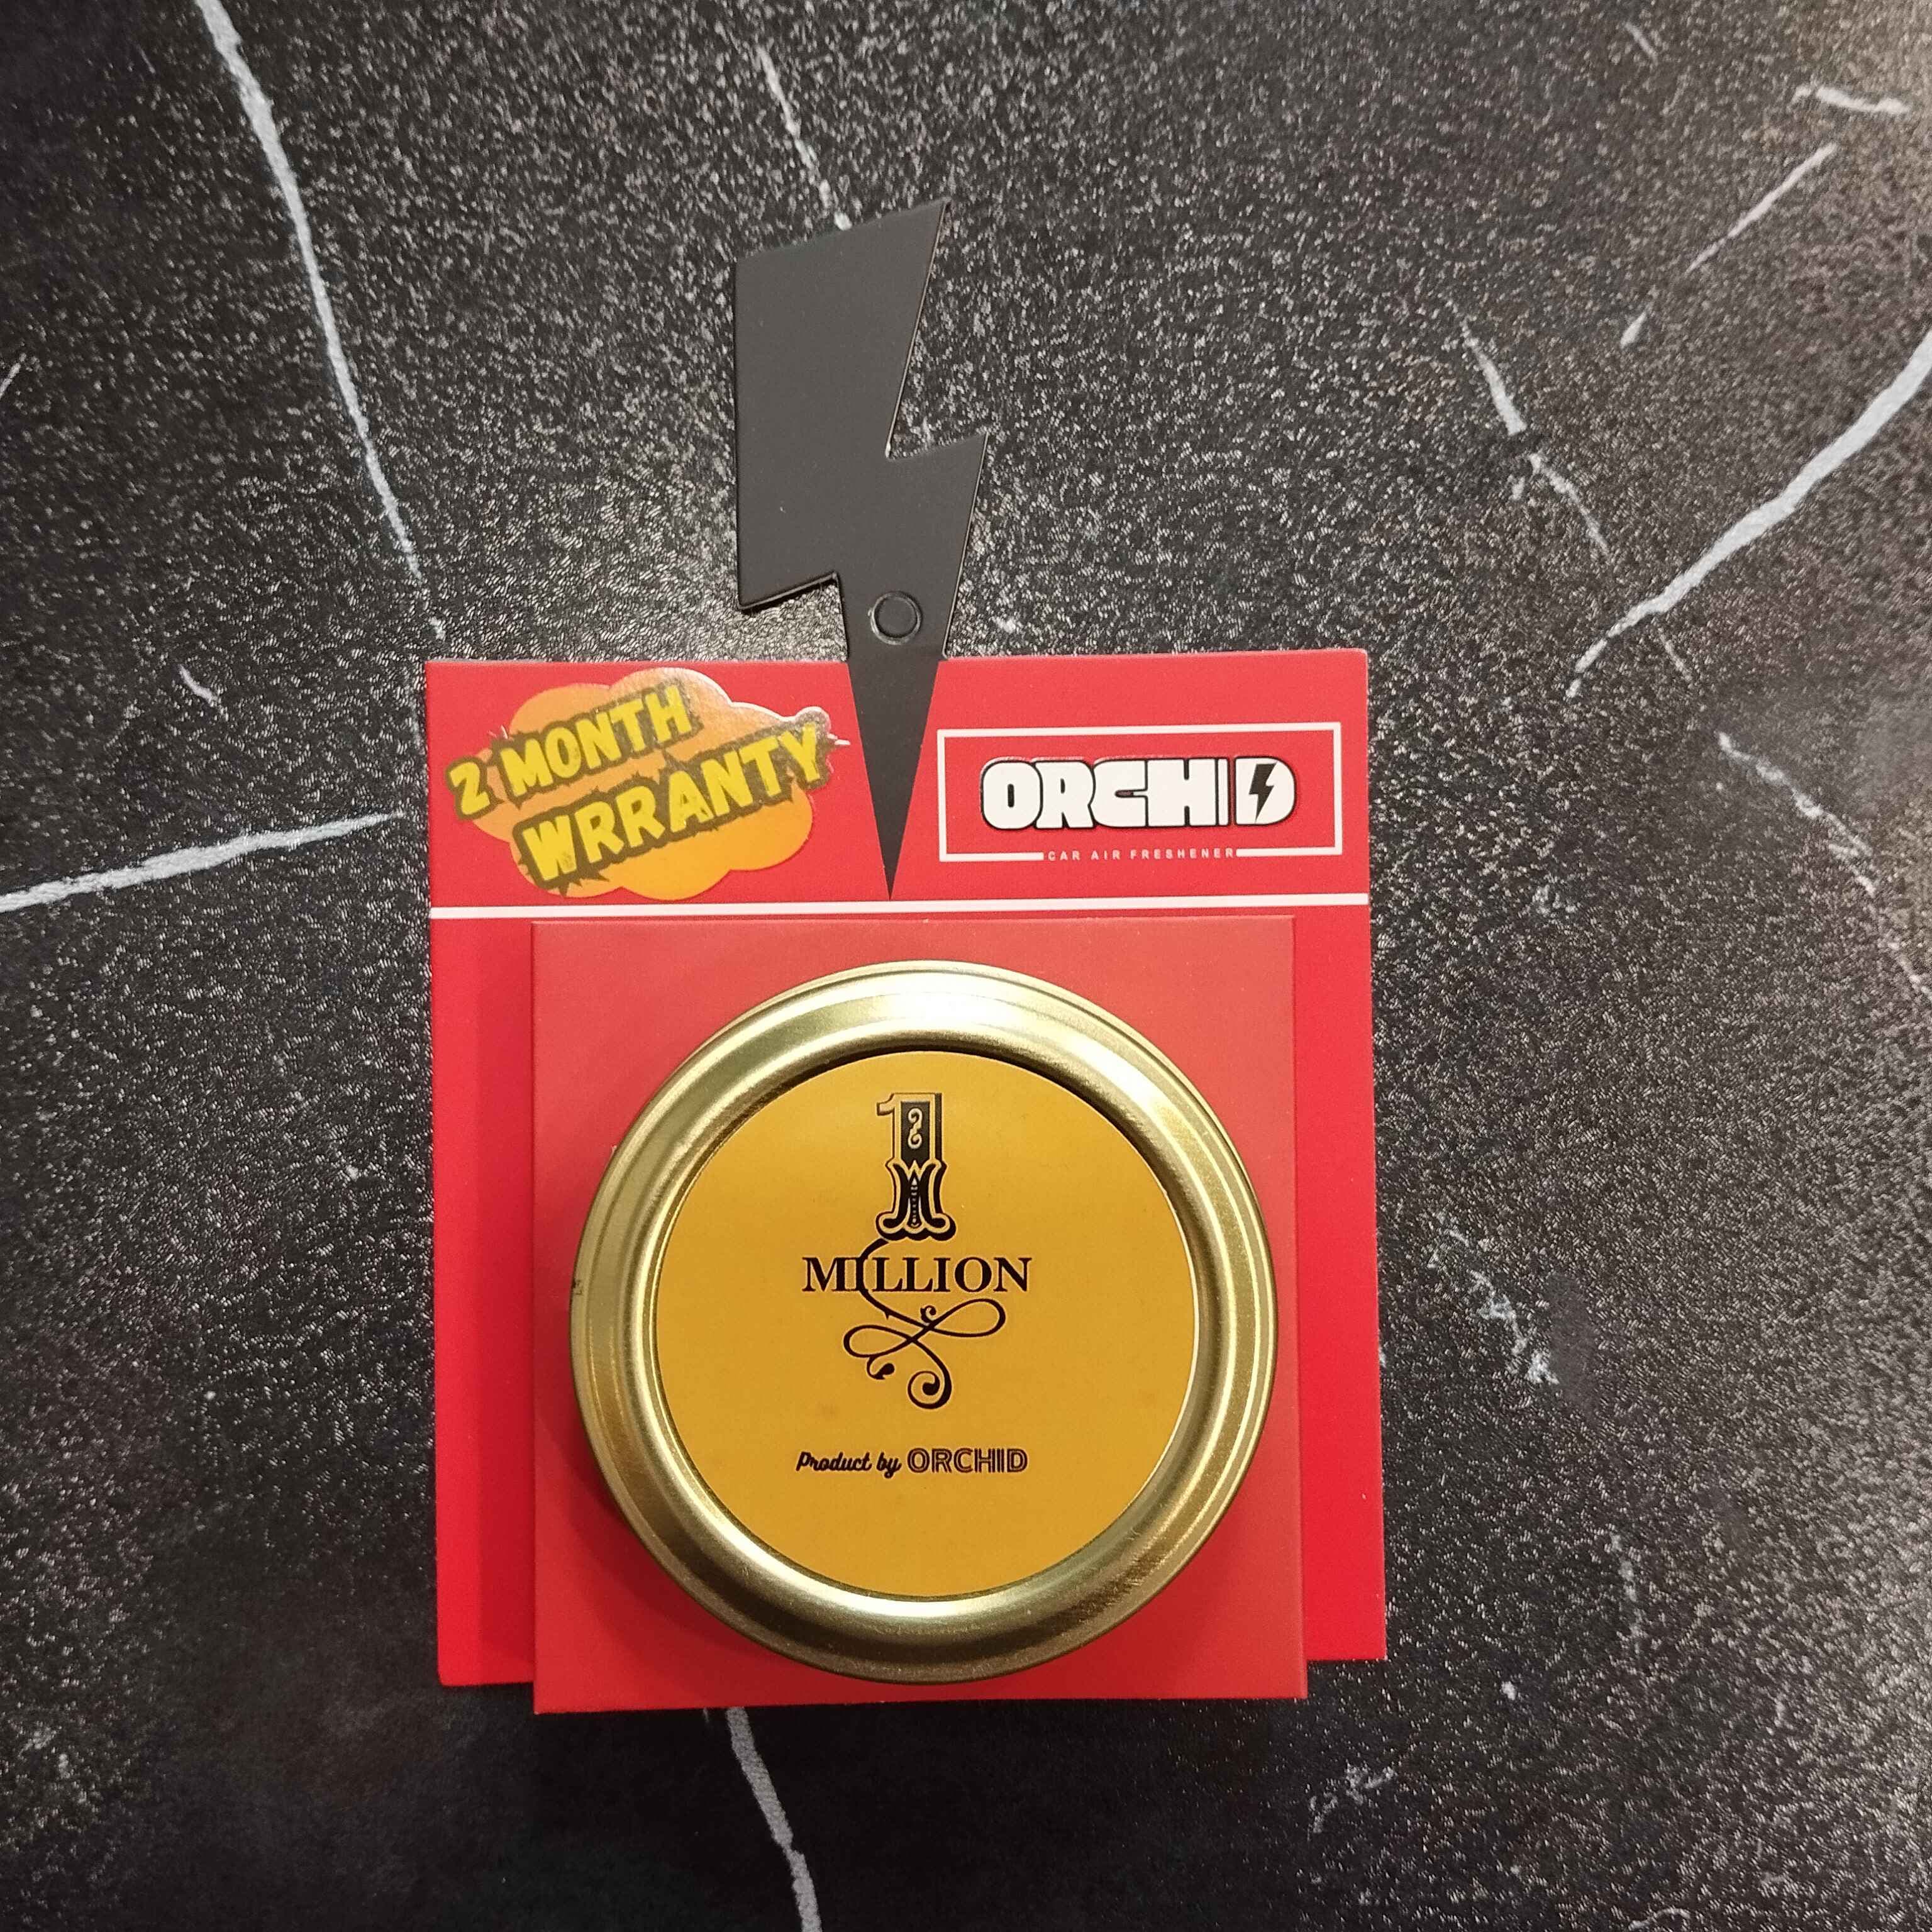 2 MONTH
WRRANTY
ORCHID
CAR AIR FRESHENER
1
MILLION
Product by ORCHID